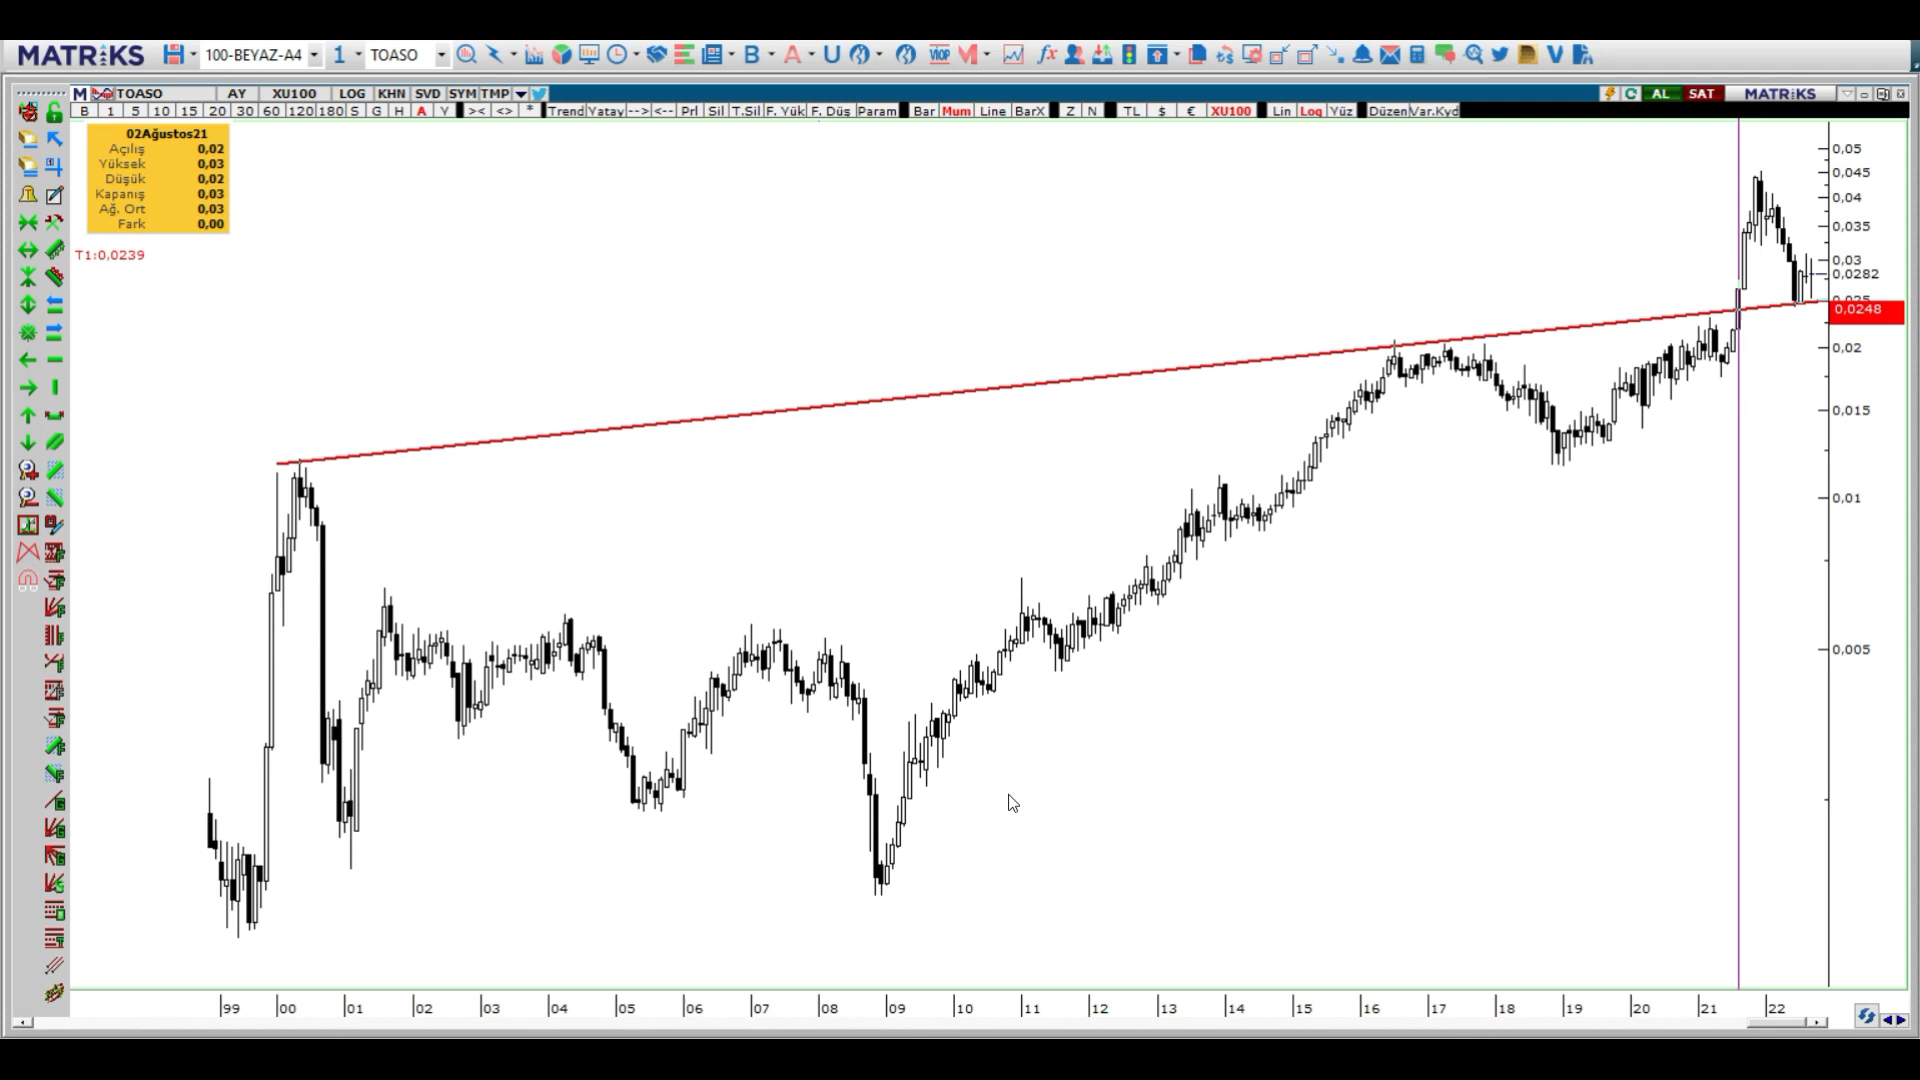 MATRiKS 100-BEYAZ-A4 1 TOASO B A U VIOP M fx V
M TOASO AY XU100 LOG KHN SVD SYM TMP AL SAT MATRiKS
B 1 5 10 15 20 30 60 120 180 S G H A Y >< <> * Trend Yatay --> <-- Prl Sil T.Sil F. Yük F. Düş Param Bar Mum Line BarX Z N TL $ € XU100 Lin Log Yüz Düzen Var.Kyd
02Ağustos21
Açılış 0,02
Yüksek 0,03
Düşük 0,02
Kapanış 0,03
Ağ. Ort 0,03
Fark 0,00
T1:0,0239
0,05
0,045
0,04
0,035
0,03
0,0282
0,025
0,0248
0,02
0,015
0,01
0,005
99 00 01 02 03 04 05 06 07 08 09 10 11 12 13 14 15 16 17 18 19 20 21 22